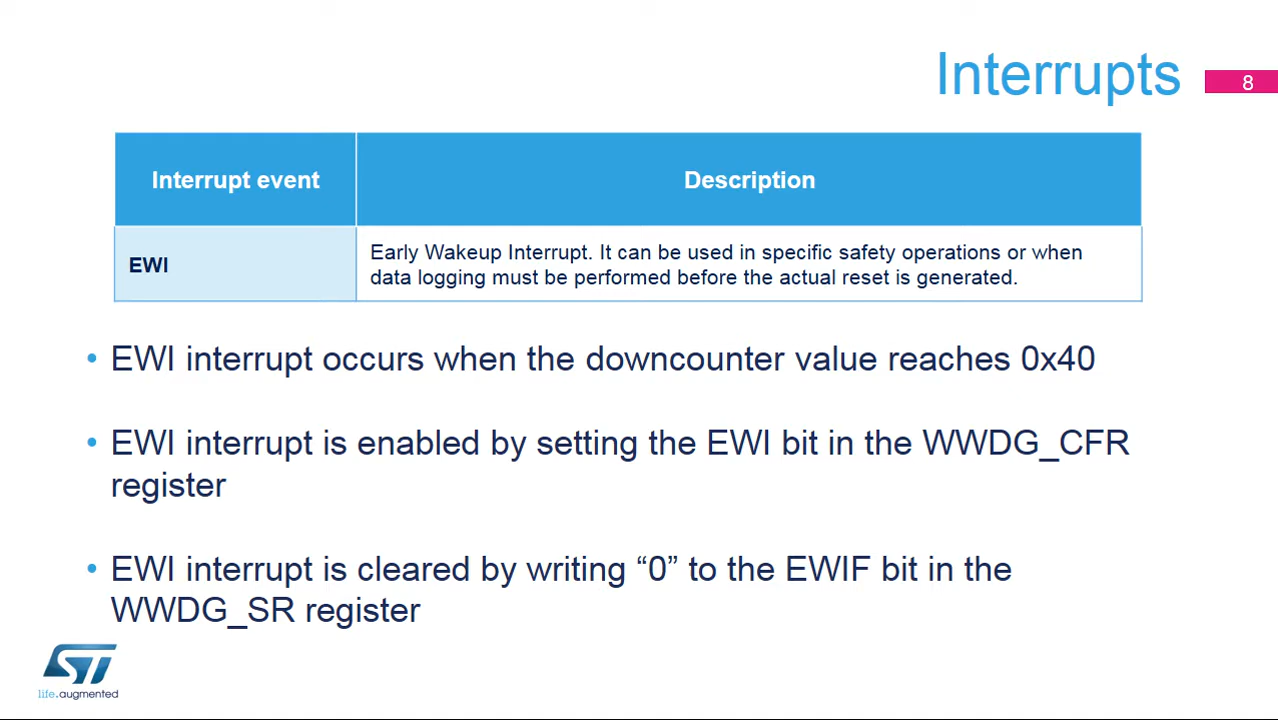 Interrupts
8
Interrupt event
Description
EWI
Early Wakeup Interrupt. It can be used in specific safety operations or when
data logging must be performed before the actual reset is generated.
• EWI interrupt occurs when the downcounter value reaches 0x40
• EWI interrupt is enabled by setting the EWI bit in the WWDG_CFR
register
• EWI interrupt is cleared by writing “0” to the EWIF bit in the
WWDG_SR register
ST
life.augmented